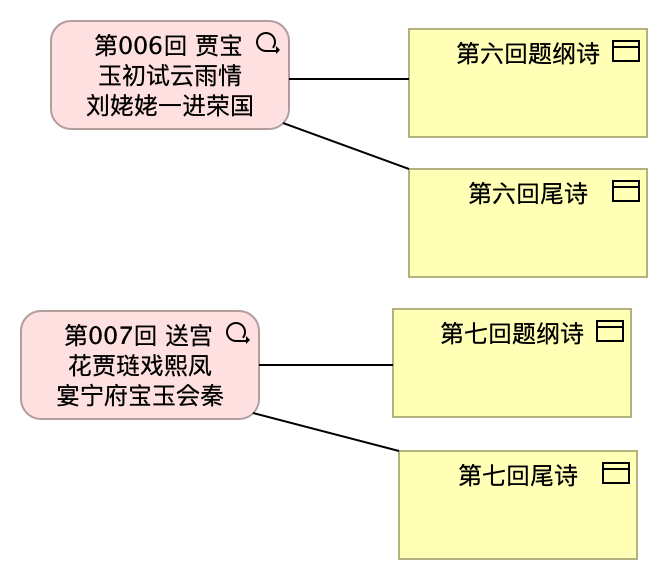 第006回 贾宝
玉初试云雨情
刘姥姥一进荣国
第六回题纲诗
第六回尾诗
第007回 送宫
花贾琏戏熙凤
宴宁府宝玉会秦
第七回题纲诗
第七回尾诗